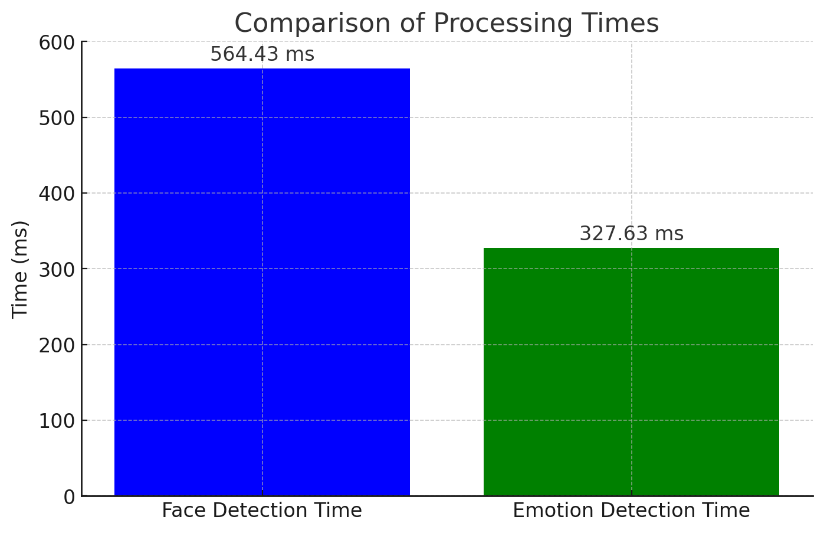 Comparison of Processing Times
600
564.43 ms
500
400
327.63 ms
300
200
100
0
Time (ms)
Face Detection Time
Emotion Detection Time